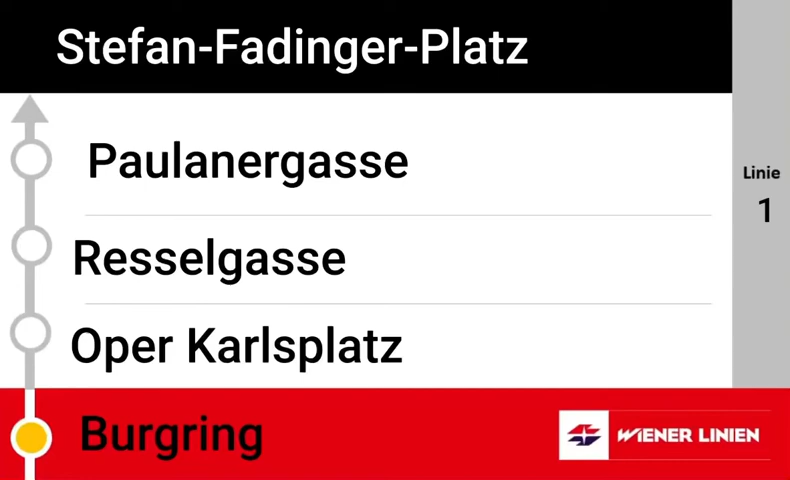 Stefan-Fadinger-Platz
Paulanergasse
Linie
1
Resselgasse
Oper Karlsplatz
Burgring
WIENER LINIEN